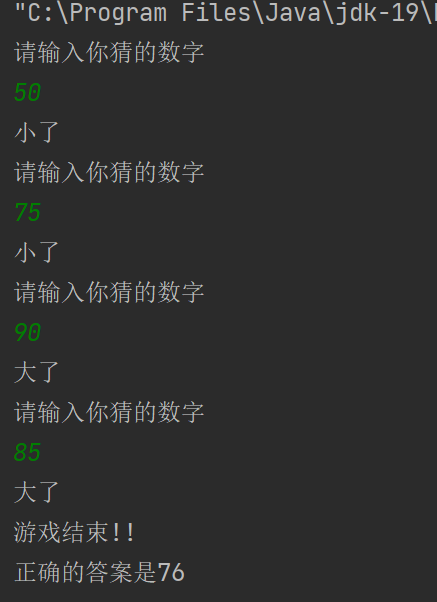 "C:\Program Files\Java\jdk-19\
请输入你猜的数字
50
小了
请输入你猜的数字
75
小了
请输入你猜的数字
90
大了
请输入你猜的数字
85
大了
游戏结束!!
正确的答案是76